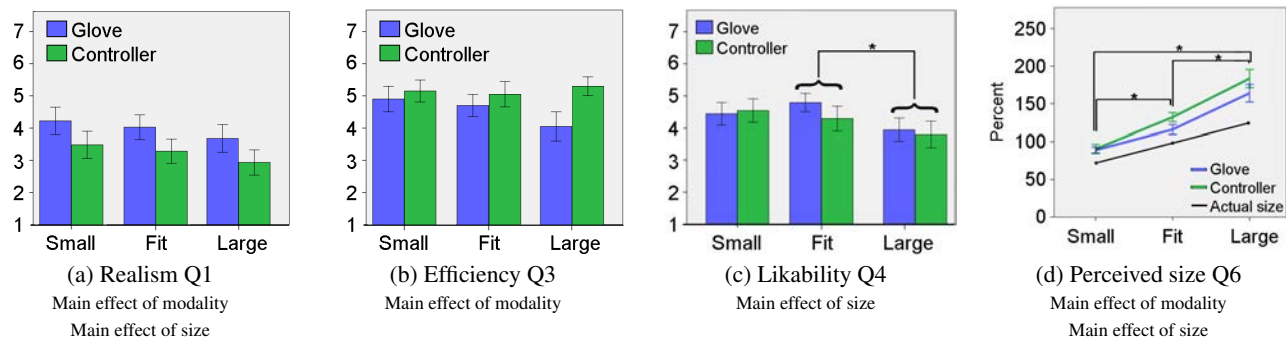 7
6
5
4
3
2
1
Glove
Controller
Small Fit Large
(a) Realism Q1
Main effect of modality
Main effect of size
7
6
5
4
3
2
1
Glove
Controller
Small Fit Large
(b) Efficiency Q3
Main effect of modality
7
6
5
4
3
2
1
Glove
Controller
*
Small Fit Large
(c) Likability Q4
Main effect of size
Percent
250
200
150
100
50
0
*
*
*
Glove
Controller
Actual size
Small Fit Large
(d) Perceived size Q6
Main effect of modality
Main effect of size